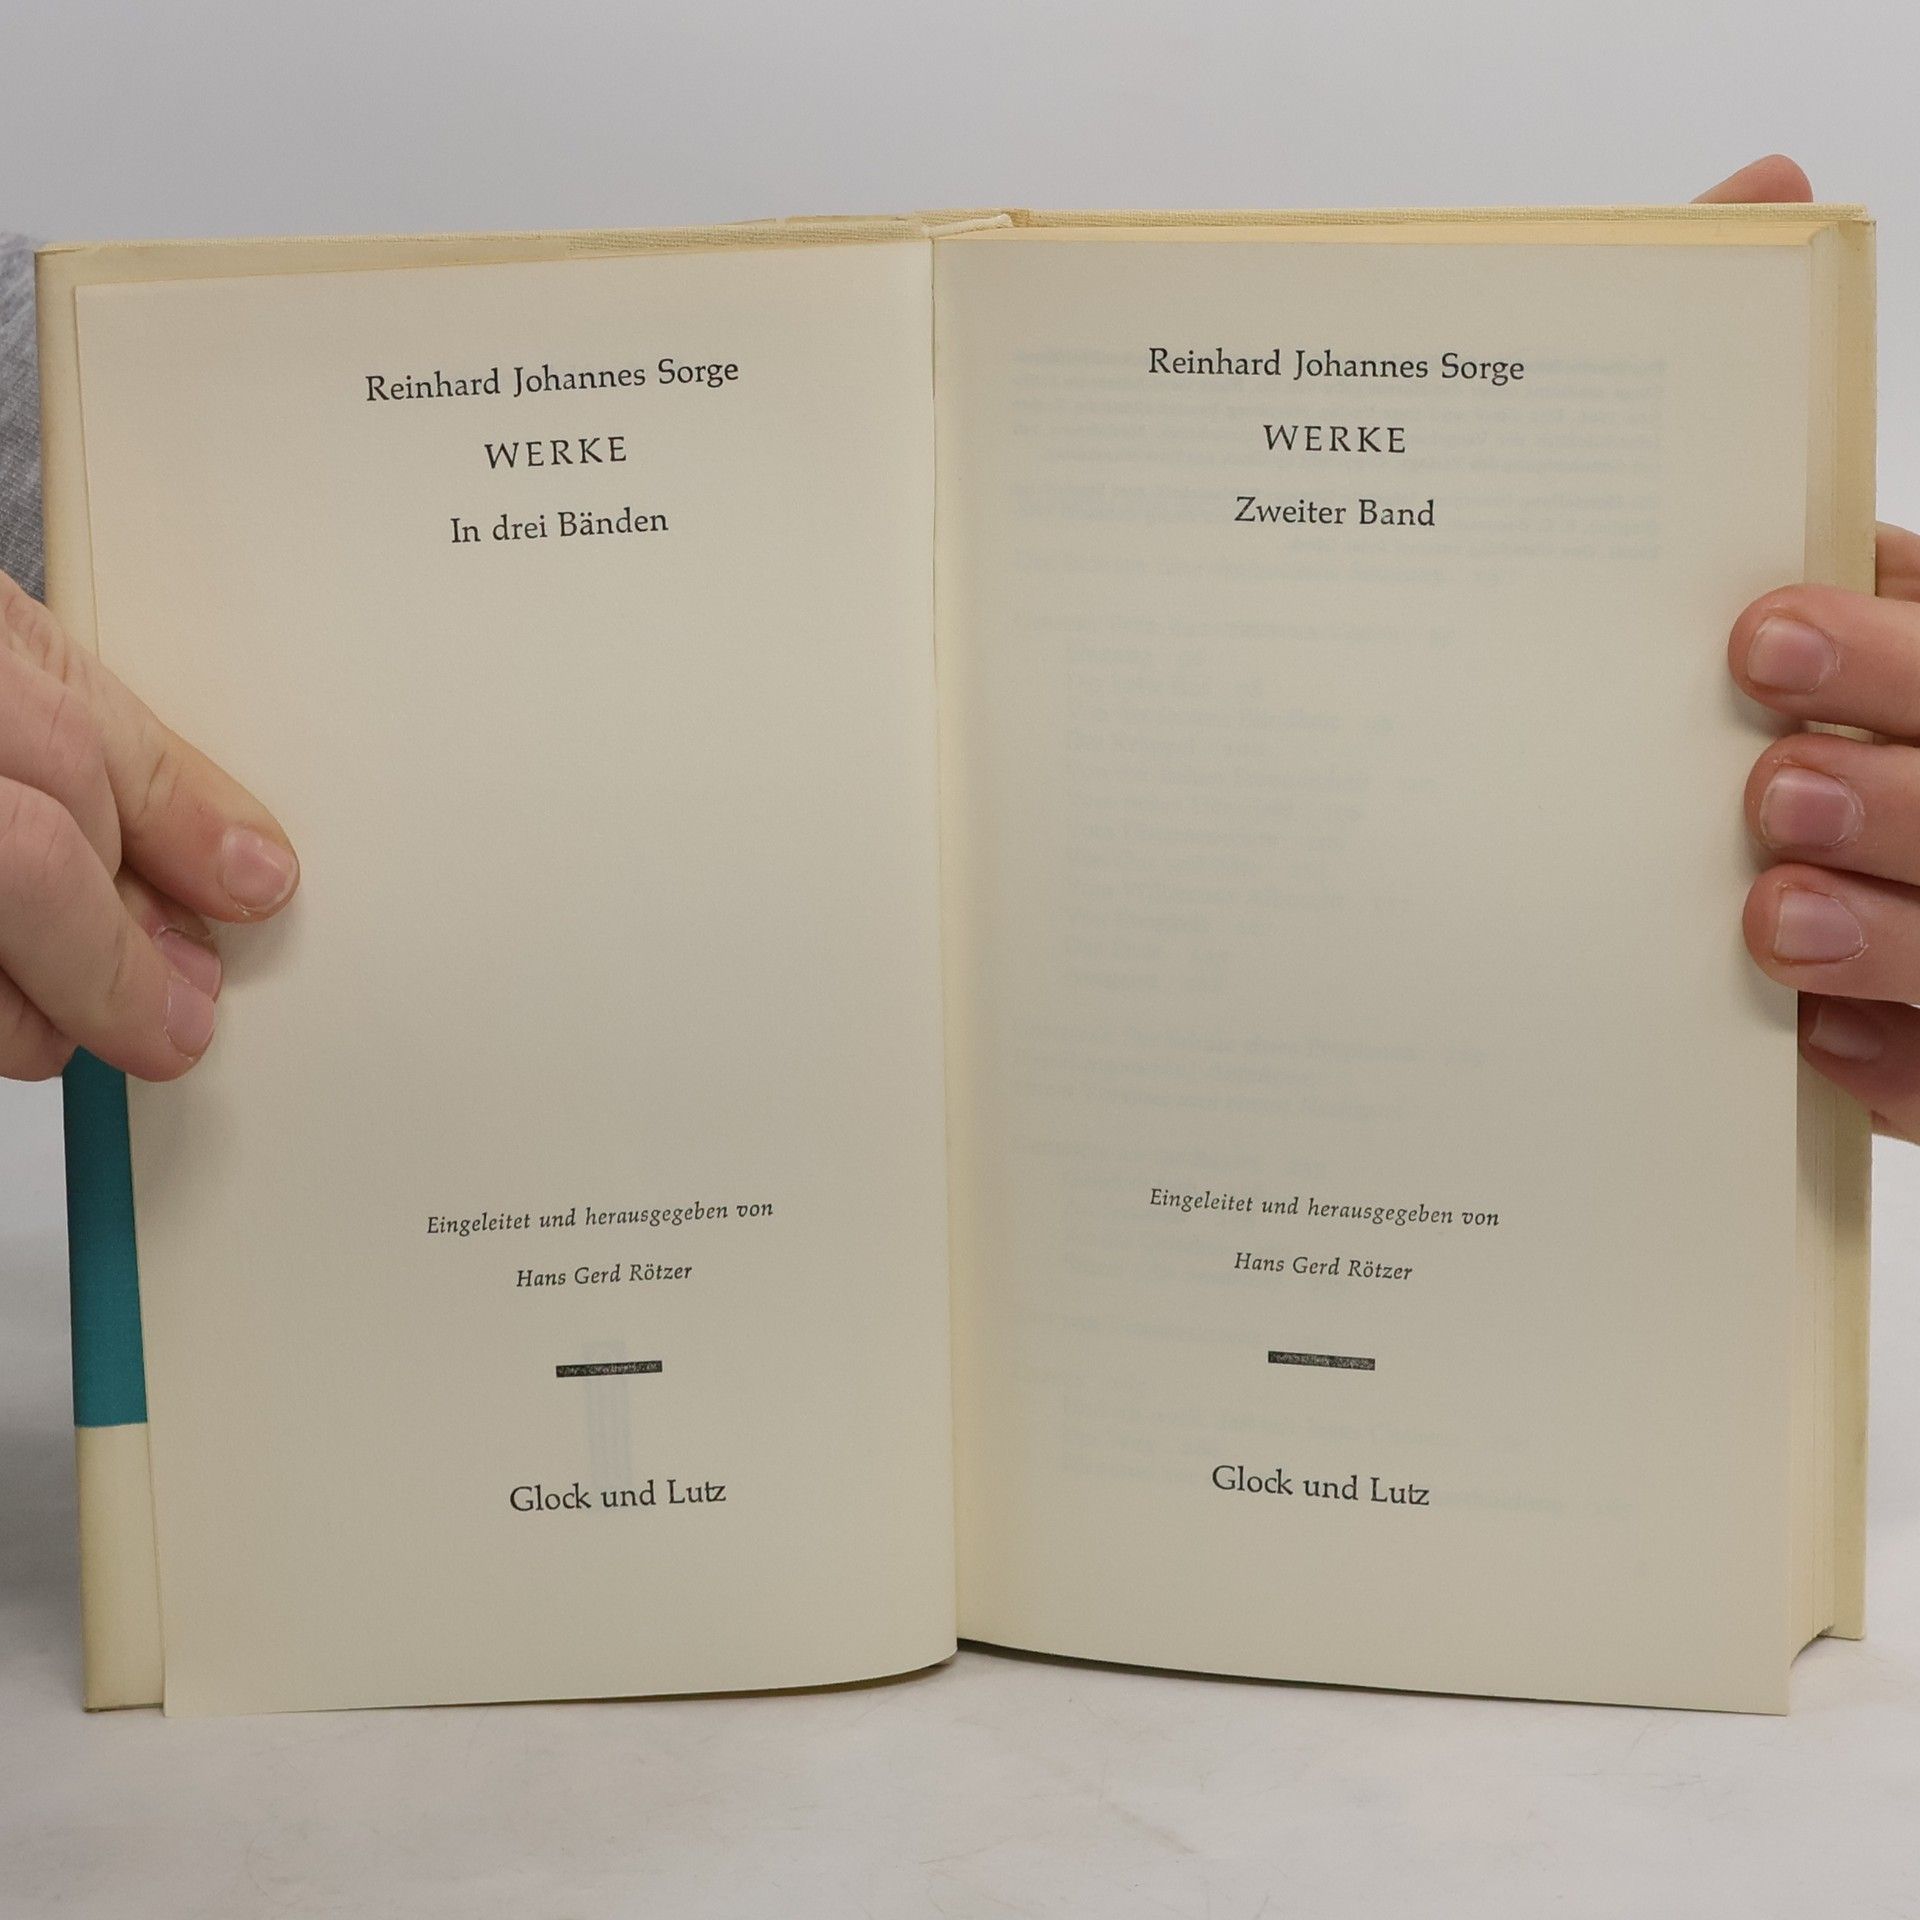 Reinhard Johannes Sorge
WERKE
In drei Bänden
Eingeleitet und herausgegeben von
Hans Gerd Rötzer
Glock und Lutz
Reinhard Johannes Sorge
WERKE
Zweiter Band
Eingeleitet und herausgegeben von
Hans Gerd Rötzer
Glock und Lutz